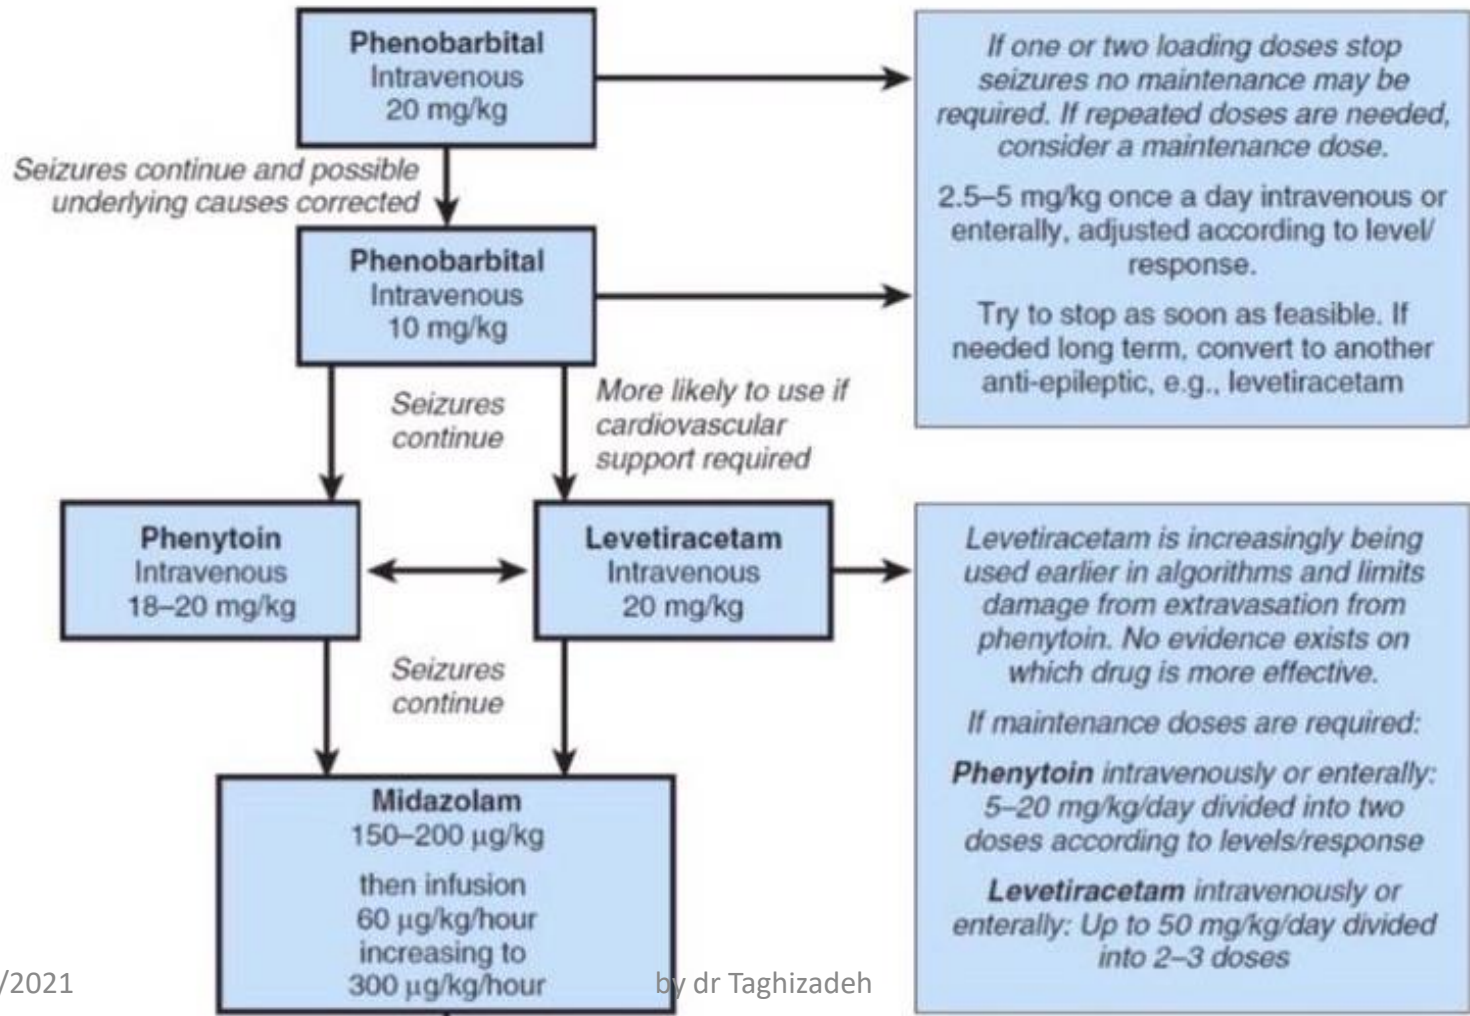 Phenobarbital
Intravenous
20 mg/kg
If one or two loading doses stop
seizures no maintenance may be
required. If repeated doses are needed,
consider a maintenance dose.
2.5–5 mg/kg once a day intravenous or
enterally, adjusted according to level/
response.
Try to stop as soon as feasible. If
needed long term, convert to another
anti-epileptic, e.g., levetiracetam
Seizures continue and possible
underlying causes corrected
Phenobarbital
Intravenous
10 mg/kg
Seizures
continue
More likely to use if
cardiovascular
support required
Phenytoin
Intravenous
18–20 mg/kg
Levetiracetam
Intravenous
20 mg/kg
Levetiracetam is increasingly being
used earlier in algorithms and limits
damage from extravasation from
phenytoin. No evidence exists on
which drug is more effective.
If maintenance doses are required:
Phenytoin intravenously or enterally:
5–20 mg/kg/day divided into two
doses according to levels/response
Levetiracetam intravenously or
enterally: Up to 50 mg/kg/day divided
into 2–3 doses
Seizures
continue
Midazolam
150–200 µg/kg
then infusion
60 µg/kg/hour
increasing to
300 µg/kg/hour
/2021
by dr Taghizadeh